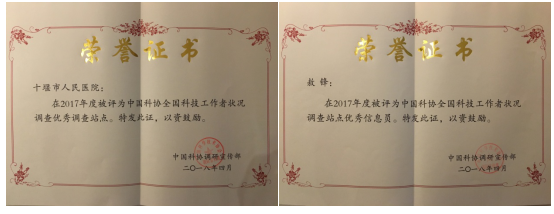 荣誉证书
十堰市人民医院：
在2017年度被评为中国科协全国科技工作者状况
调查优秀调查站点。特发此证，以资鼓励。
中国科协调研宣传部
二〇一八年四月
荣誉证书
敖锋：
在2017年度被评为中国科协全国科技工作者状况
调查站点优秀信息员。特发此证，以资鼓励。
中国科协调研宣传部
二〇一八年四月